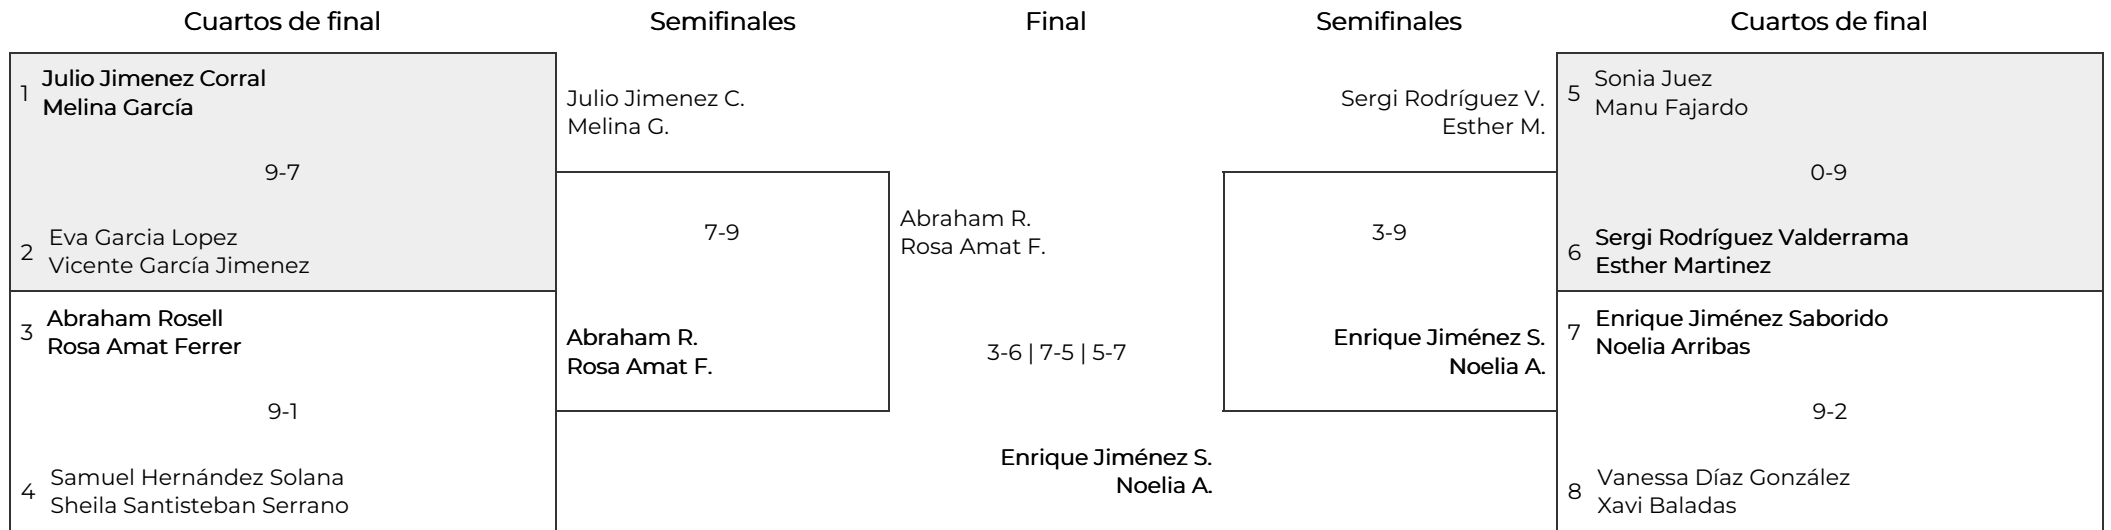 Cuartos de final
Semifinales
Final
Semifinales
Cuartos de final
1
Julio Jimenez Corral
Melina García
9-7
2
Eva Garcia Lopez
Vicente García Jimenez
3
Abraham Rosell
Rosa Amat Ferrer
9-1
4
Samuel Hernández Solana
Sheila Santisteban Serrano
Julio Jimenez C.
Melina G.
7-9
Abraham R.
Rosa Amat F.
Abraham R.
Rosa Amat F.
3-6 | 7-5 | 5-7
Enrique Jiménez S.
Noelia A.
Sergi Rodríguez V.
Esther M.
3-9
Enrique Jiménez S.
Noelia A.
5
Sonia Juez
Manu Fajardo
0-9
6
Sergi Rodríguez Valderrama
Esther Martinez
7
Enrique Jiménez Saborido
Noelia Arribas
9-2
8
Vanessa Díaz González
Xavi Baladas